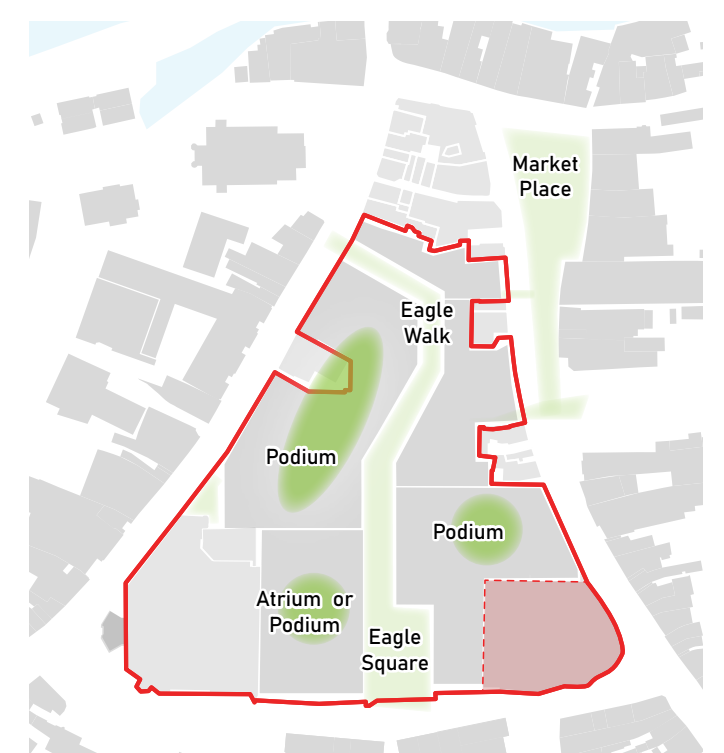 Market
Place
Eagle
Walk
Podium
Podium
Atrium or
Podium
Eagle
Square